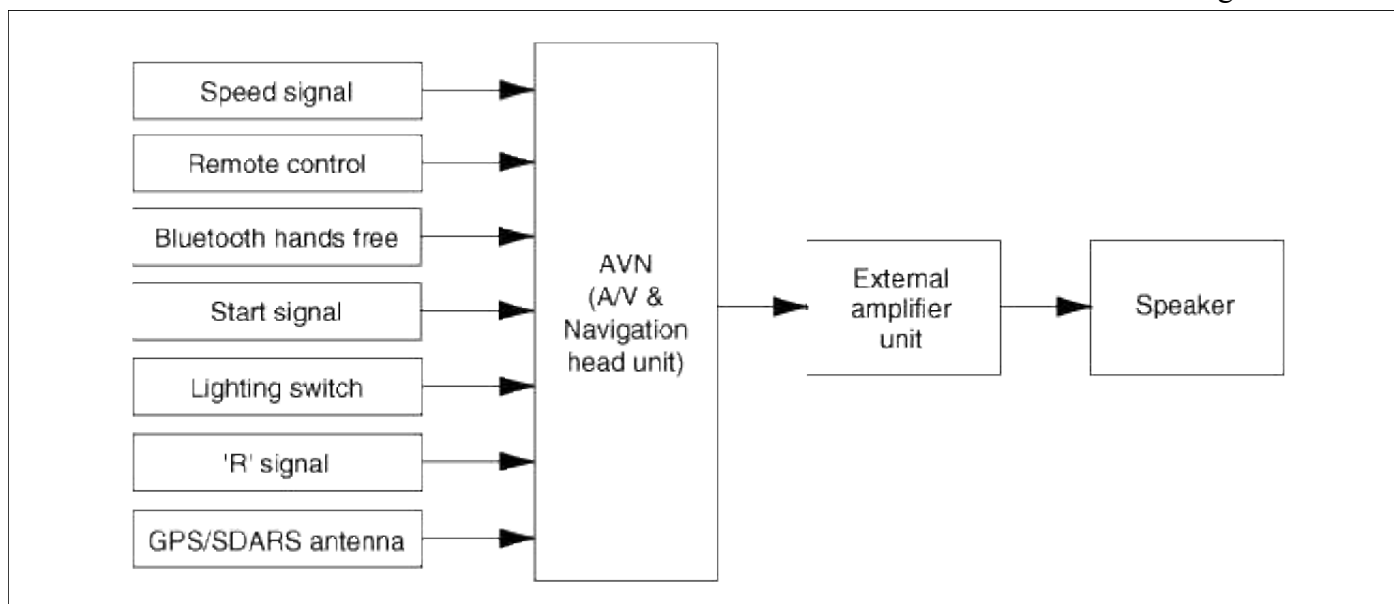 Speed signal
Remote control
Bluetooth hands free
Start signal
Lighting switch
'R' signal
GPS/SDARS antenna
AVN
(A/V &
Navigation
head unit)
External
amplifier
unit
Speaker